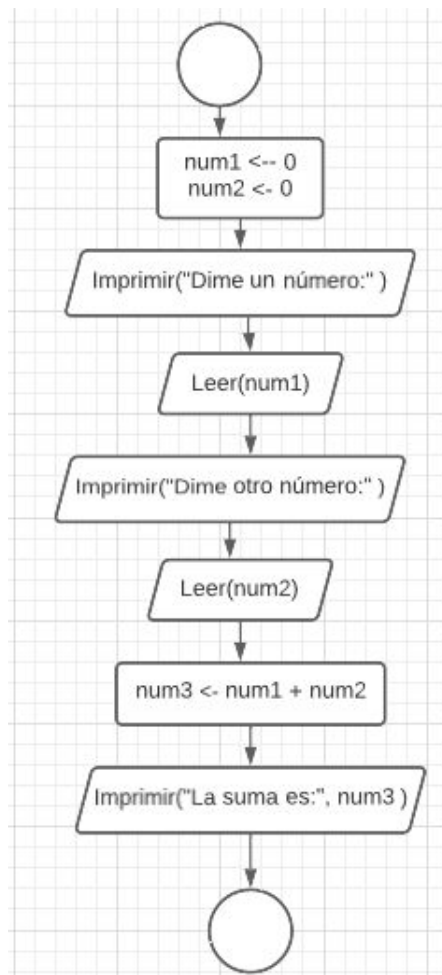 num1 <-- 0
num2 <- 0
Imprimir("Dime un número:" )
Leer(num1)
Imprimir("Dime otro número:" )
Leer(num2)
num3 <- num1 + num2
Imprimir("La suma es:", num3 )